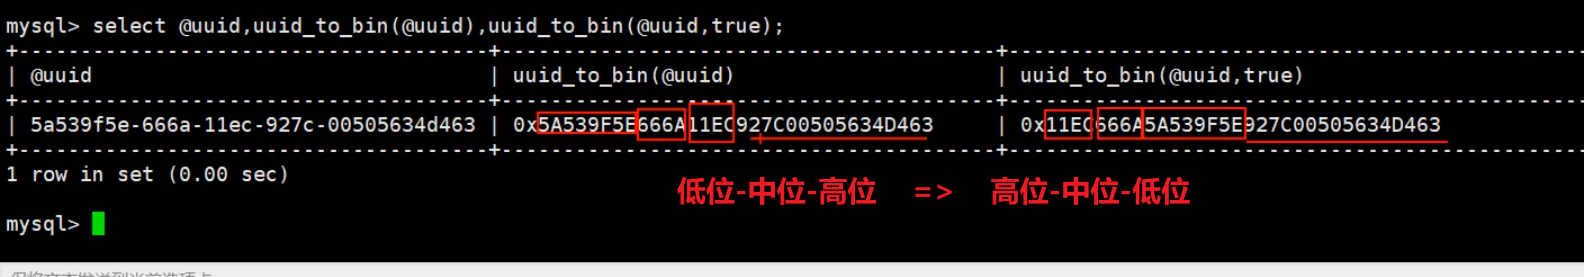 mysql> select @uuid,uuid_to_bin(@uuid),uuid_to_bin(@uuid,true);
+--------------------------------------+----------------------------------------+-------------------------------------
| @uuid | uuid_to_bin(@uuid) | uuid_to_bin(@uuid,true)
+--------------------------------------+----------------------------------------+-------------------------------------
| 5a539f5e-666a-11ec-927c-00505634d463 | 0x5A539F5E666A11EC927C00505634D463 | 0x11EC666A5A539F5E927C00505634D463
+--------------------------------------+----------------------------------------+-------------------------------------
1 row in set (0.00 sec)
低位-中位-高位 => 高位-中位-低位
mysql>